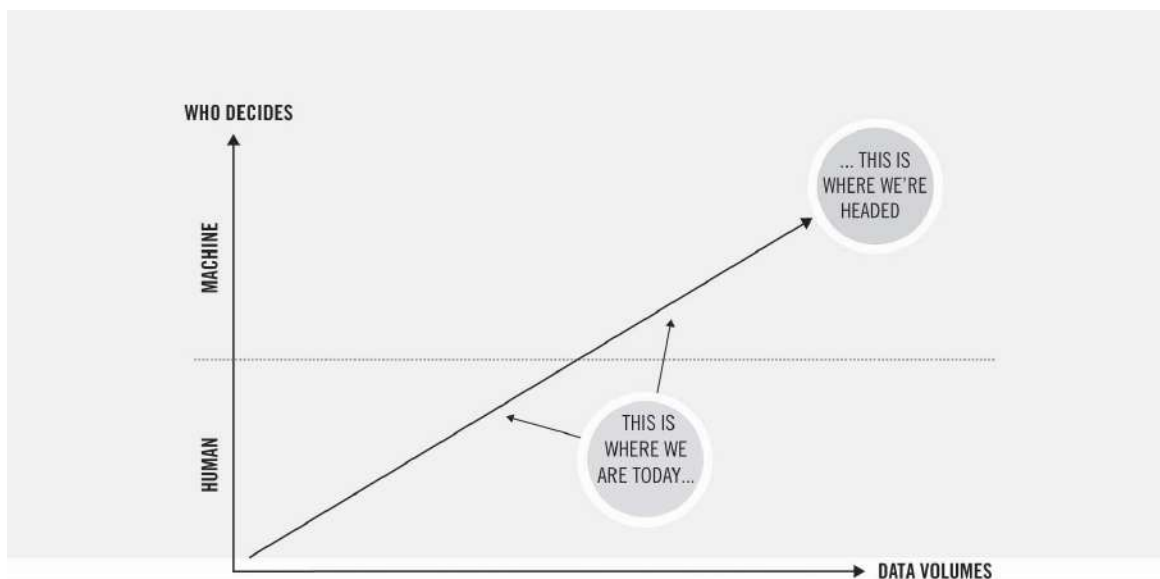 WHO DECIDES
... THIS IS
WHERE WE'RE
HEADED
MACHINE
THIS IS
WHERE WE
ARE TODAY...
HUMAN
DATA VOLUMES